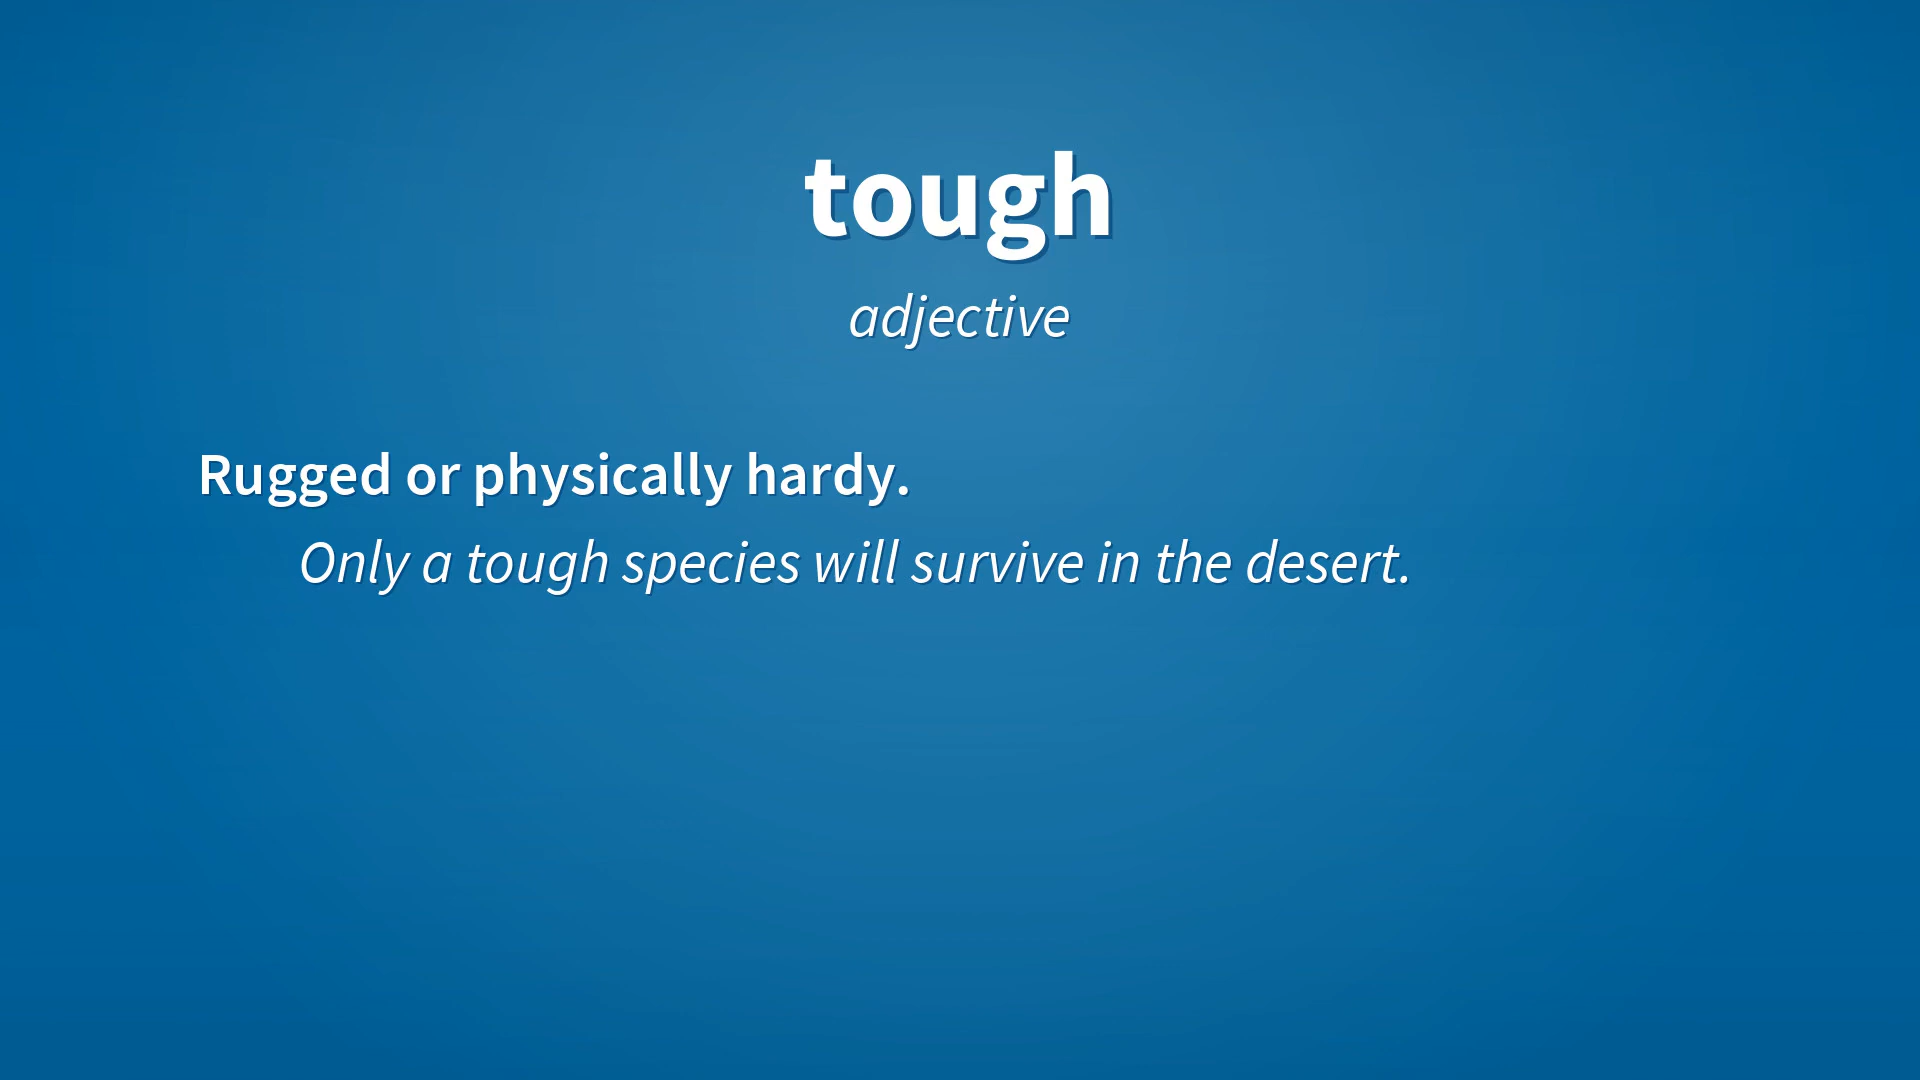 tough
adjective
Rugged or physically hardy.
Only a tough species will survive in the desert.